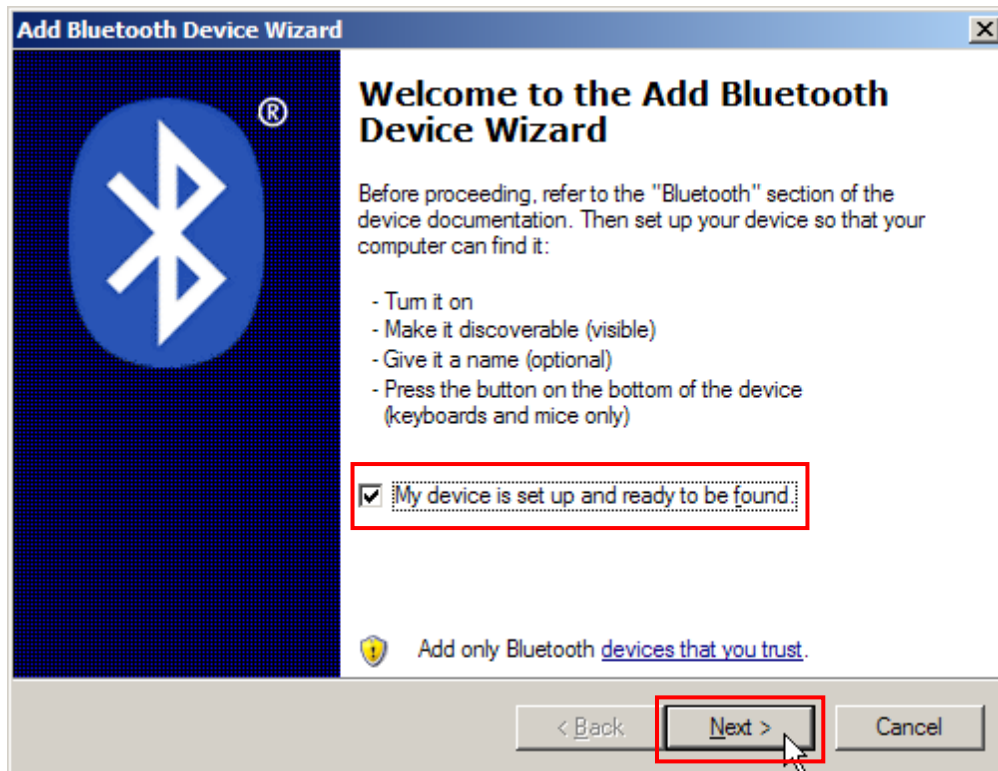 Add Bluetooth Device Wizard
®
Welcome to the Add Bluetooth
Device Wizard
Before proceeding, refer to the "Bluetooth" section of the
device documentation. Then set up your device so that your
computer can find it:
- Turn it on
- Make it discoverable (visible)
- Give it a name (optional)
- Press the button on the bottom of the device
(keyboards and mice only)
My device is set up and ready to be found.
Add only Bluetooth devices that you trust.
< Back
Next >
Cancel